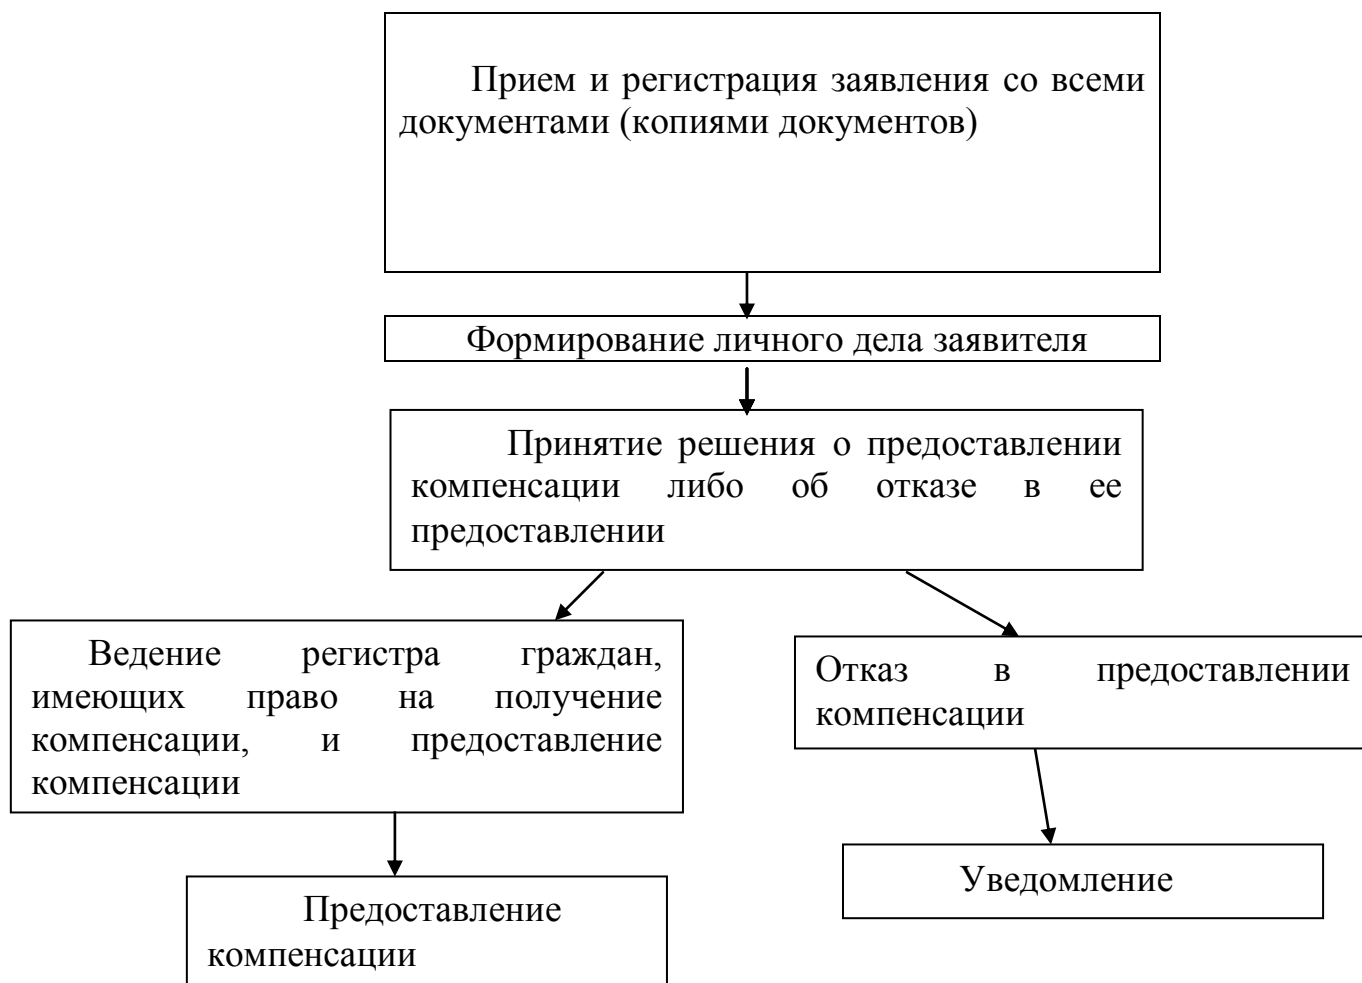 Прием и регистрация заявления со всеми
документами (копиями документов)
Формирование личного дела заявителя
Принятие решения о предоставлении
компенсации либо об отказе в ее
предоставлении
Ведение регистра граждан,
имеющих право на получение
компенсации, и предоставление
компенсации
Отказ в предоставлении
компенсации
Уведомление
Предоставление
компенсации